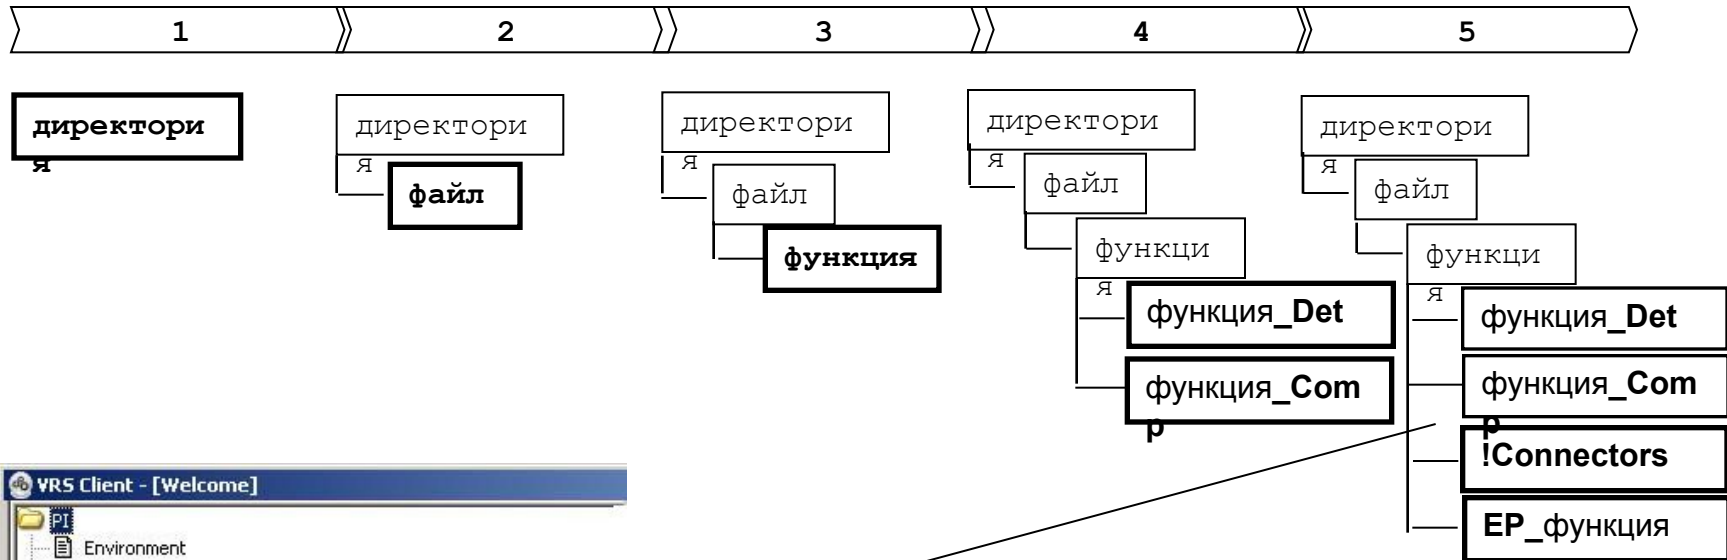 1 2 3 4 5
директори
я
директори
я
файл
директори
я
файл
функция
директори
я
файл
функци
я
функция_Det
функция_Com
p
директори
я
файл
функци
я
функция_Det
функция_Com
p
!Connectors
EP_функция
VRS Client - [Welcome]
PI
Environment